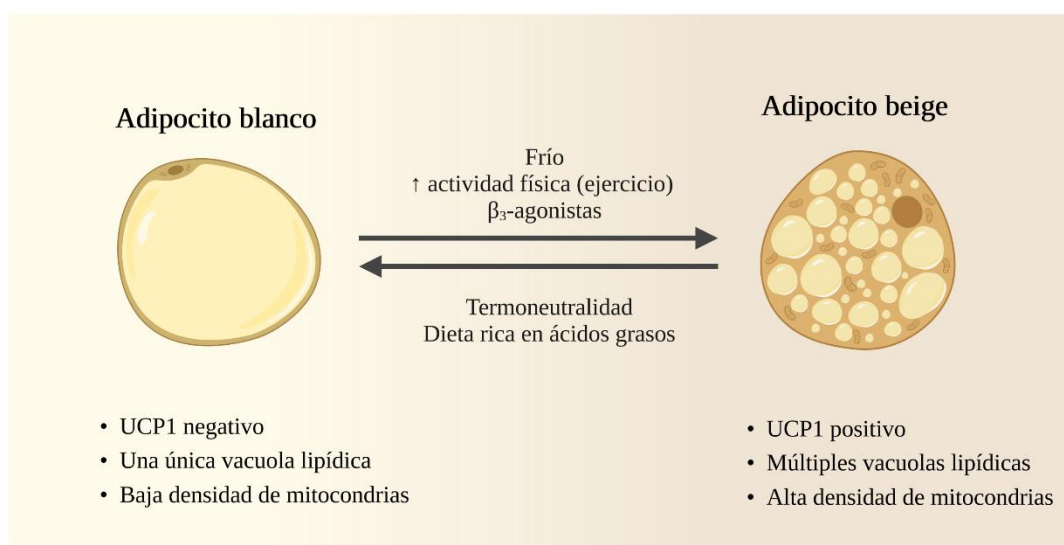 Adipocito blanco
Adipocito beige
Frío
↑ actividad física (ejercicio)
β₃-agonistas
Termoneutralidad
Dieta rica en ácidos grasos
• UCP1 negativo
• Una única vacuola lipídica
• Baja densidad de mitocondrias
• UCP1 positivo
• Múltiples vacuolas lipídicas
• Alta densidad de mitocondrias